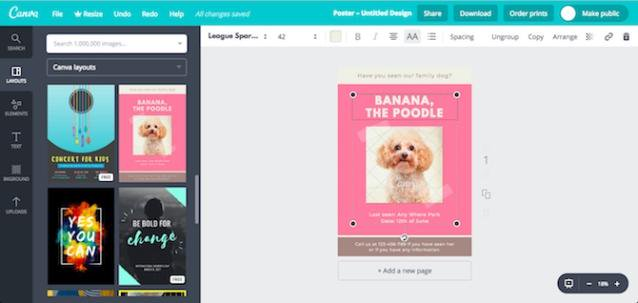 Canva
File
Resize
Undo
Redo
Help
All changes saved
Poster – Untitled Design
Share
Download
Order prints
Make public
SEARCH
LAYOUTS
ELEMENTS
TEXT
BKGROUND
UPLOADS
Search 1,000,000 images...
Canva layouts
CONCERT FOR KIDS
FREE
BANANA,
THE POODLE
YES
YOU
CAN
BE BOLD FOR
change
FREE
League Spar...
42
B
I
AA
Spacing
Ungroup
Copy
Arrange
Have you seen our family dog?
BANANA,
THE POODLE
Last seen: Any Where Park
Date: 12th of June
Call us at 123-456-789 if you have seen her
or if you have any information.
1
+ Add a new page
18%